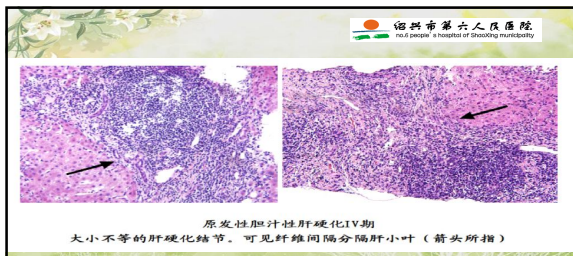 绍兴市第六人民医院
no.6 people's hospital of ShaoXing municipality
原发性胆汁性肝硬化IV期
大小不等的肝硬化结节。可见纤维间隔分隔肝小叶（箭头所指）